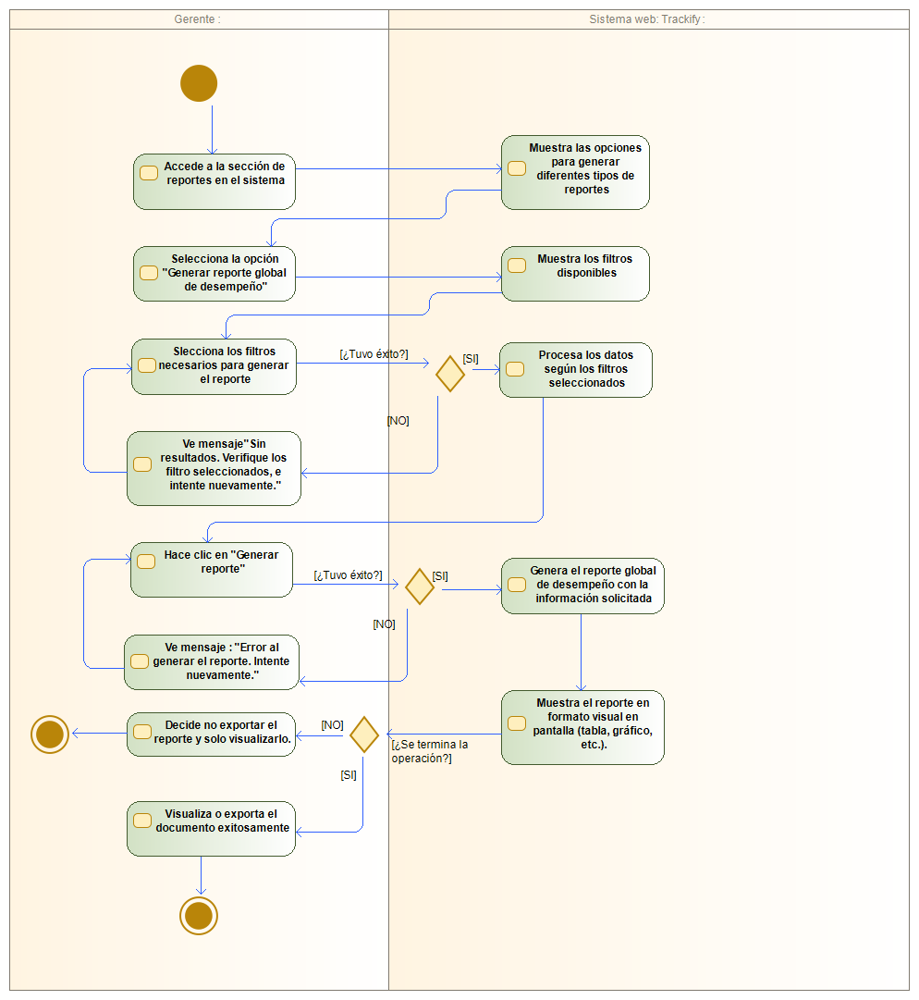 Gerente :
Sistema web: Trackify :
Accede a la sección de
reportes en el sistema
Muestra las opciones
para generar
diferentes tipos de
reportes
Selecciona la opción
"Generar reporte global
de desempeño"
Muestra los filtros
disponibles
Slecciona los filtros
necesarios para generar
el reporte
[¿Tuvo éxito?]
[SI]
Procesa los datos
según los filtros
seleccionados
[NO]
Ve mensaje"Sin
resultados. Verifique los
filtro seleccionados, e
intente nuevamente."
Hace clic en "Generar
reporte"
[¿Tuvo éxito?]
[SI]
Genera el reporte global
de desempeño con la
información solicitada
[NO]
Ve mensaje : "Error al
generar el reporte. Intente
nuevamente."
Muestra el reporte en
formato visual en
pantalla (tabla, gráfico,
etc.).
Decide no exportar el
reporte y solo visualizarlo.
[NO]
[¿Se termina la
operación?]
[SI]
Visualiza o exporta el
documento exitosamente